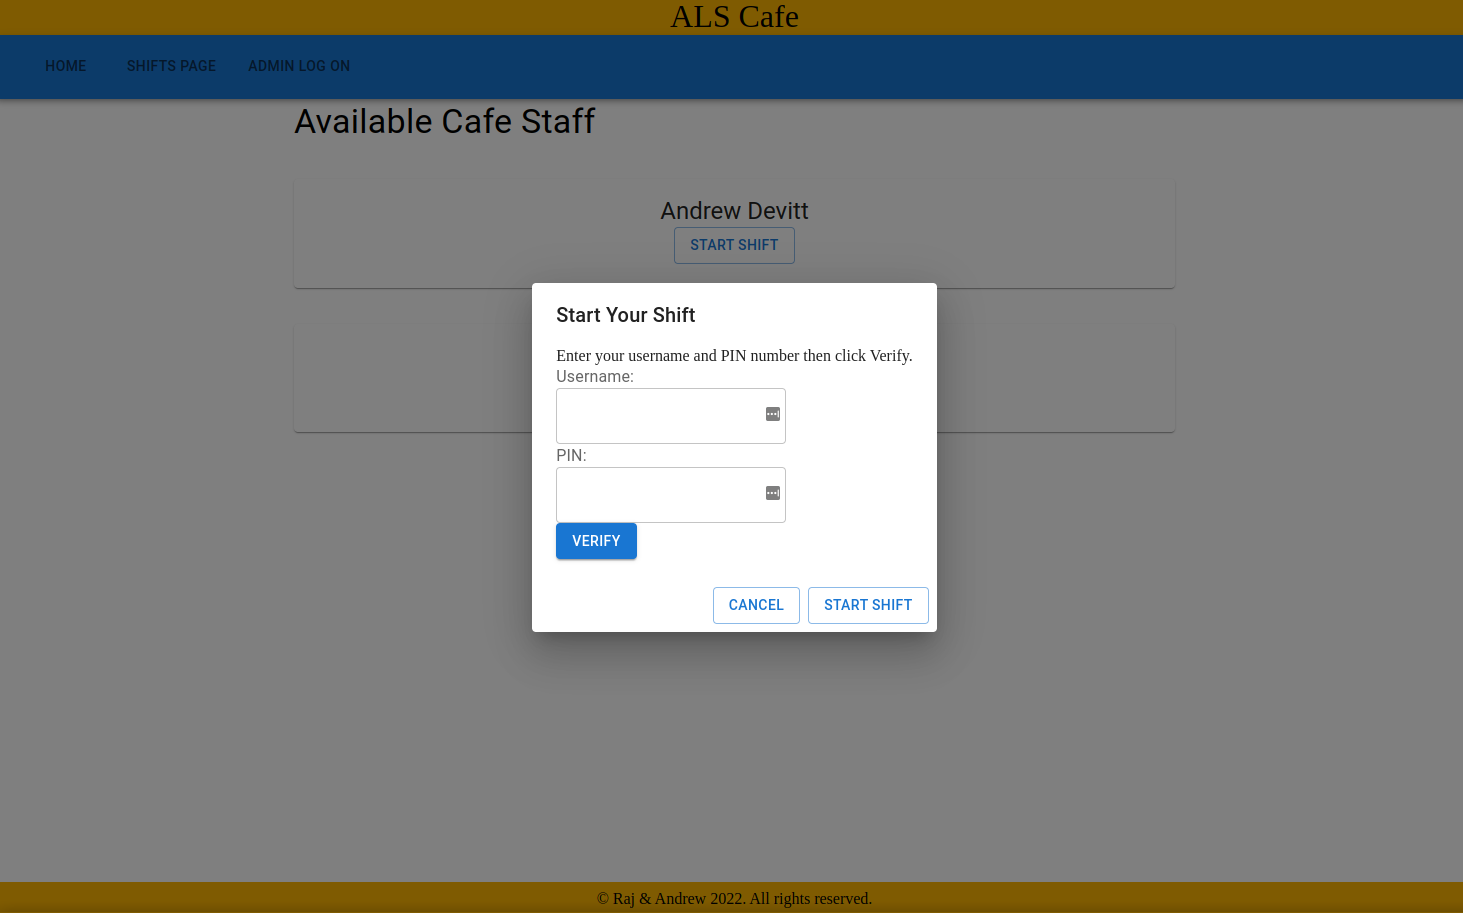 ALS Cafe
HOME SHIFTS PAGE ADMIN LOG ON
Available Cafe Staff
Andrew Devitt
START SHIFT
Start Your Shift
Enter your username and PIN number then click Verify.
Username:
PIN:
VERIFY
CANCEL START SHIFT
© Raj & Andrew 2022. All rights reserved.